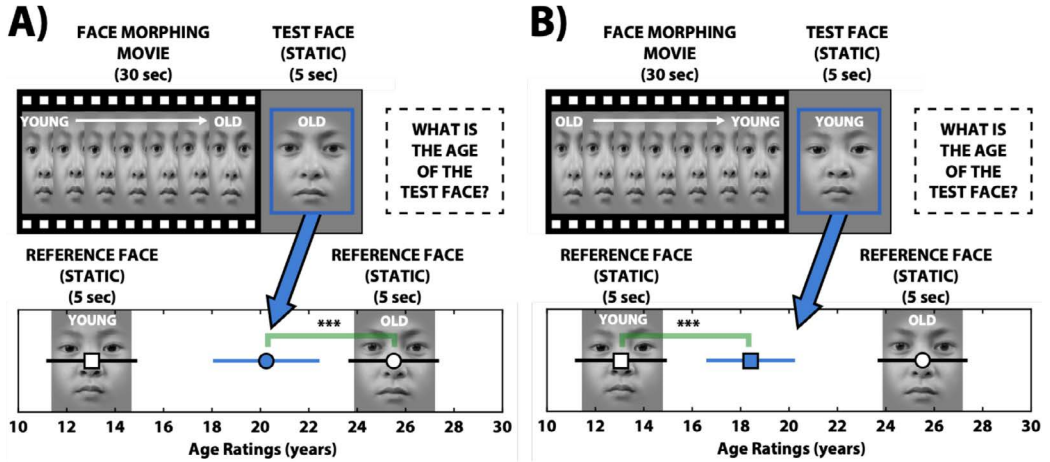 A)
FACE MORPHING
MOVIE
(30 sec)
TEST FACE
(STATIC)
(5 sec)
YOUNG
OLD
OLD
WHAT IS
THE AGE
OF THE
TEST FACE?
REFERENCE FACE
(STATIC)
(5 sec)
REFERENCE FACE
(STATIC)
(5 sec)
YOUNG
***
OLD
10 12 14 16 18 20 22 24 26 28 30
Age Ratings (years)
B)
FACE MORPHING
MOVIE
(30 sec)
TEST FACE
(STATIC)
(5 sec)
OLD
YOUNG
YOUNG
WHAT IS
THE AGE
OF THE
TEST FACE?
REFERENCE FACE
(STATIC)
(5 sec)
REFERENCE FACE
(STATIC)
(5 sec)
YOUNG
***
OLD
10 12 14 16 18 20 22 24 26 28 30
Age Ratings (years)